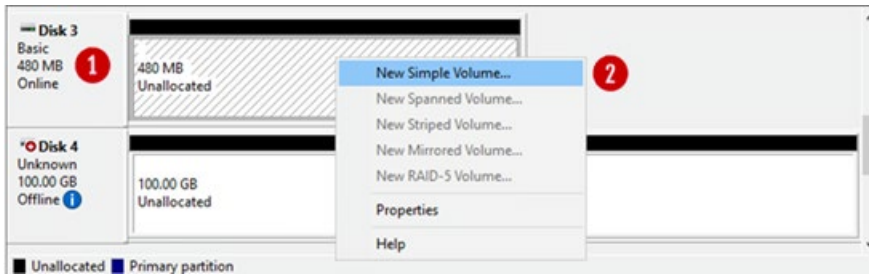 Disk 3
Basic
480 MB
Online
1
480 MB
Unallocated
New Simple Volume...
New Spanned Volume...
New Striped Volume...
New Mirrored Volume...
New RAID-5 Volume...
Properties
Help
2
Disk 4
Unknown
100.00 GB
Offline i
100.00 GB
Unallocated
Unallocated Primary partition